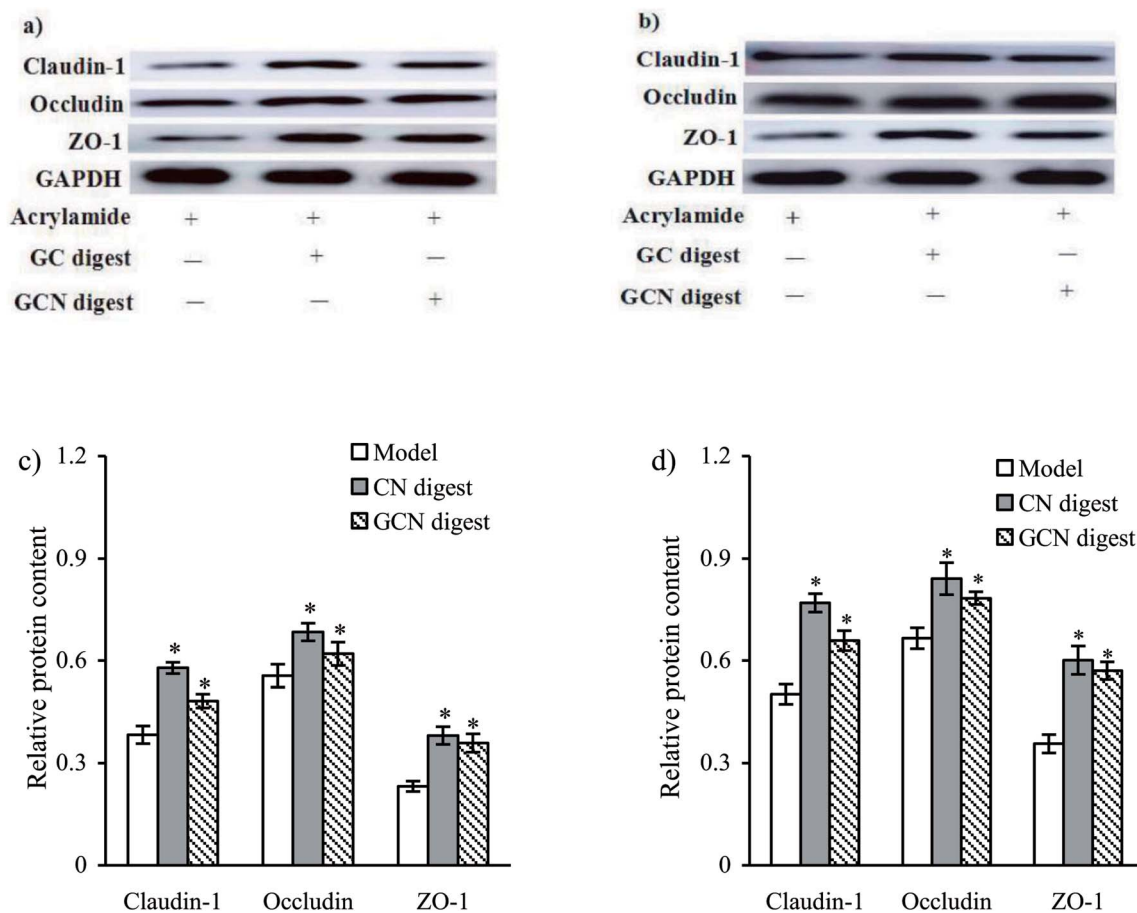 a)
Claudin-1
Occludin
ZO-1
GAPDH
Acrylamide + + +
GC digest — + —
GCN digest — — +
b)
Claudin-1
Occludin
ZO-1
GAPDH
Acrylamide + + +
GC digest — + —
GCN digest — — +
c)
Relative protein content
1.2
0.9
0.6
0.3
0
Model
CN digest
GCN digest
* * * * * *
Claudin-1 Occludin ZO-1
d)
Relative protein content
1.2
0.9
0.6
0.3
0
Model
CN digest
GCN digest
* * * * * *
Claudin-1 Occludin ZO-1